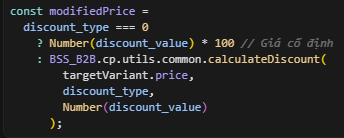 const modifiedPrice =
discount_type === 0
? Number(discount_value) * 100 // Giá cố định
: BSS_B2B.cp.utils.common.calculateDiscount(
targetVariant.price,
discount_type,
Number(discount_value)
);